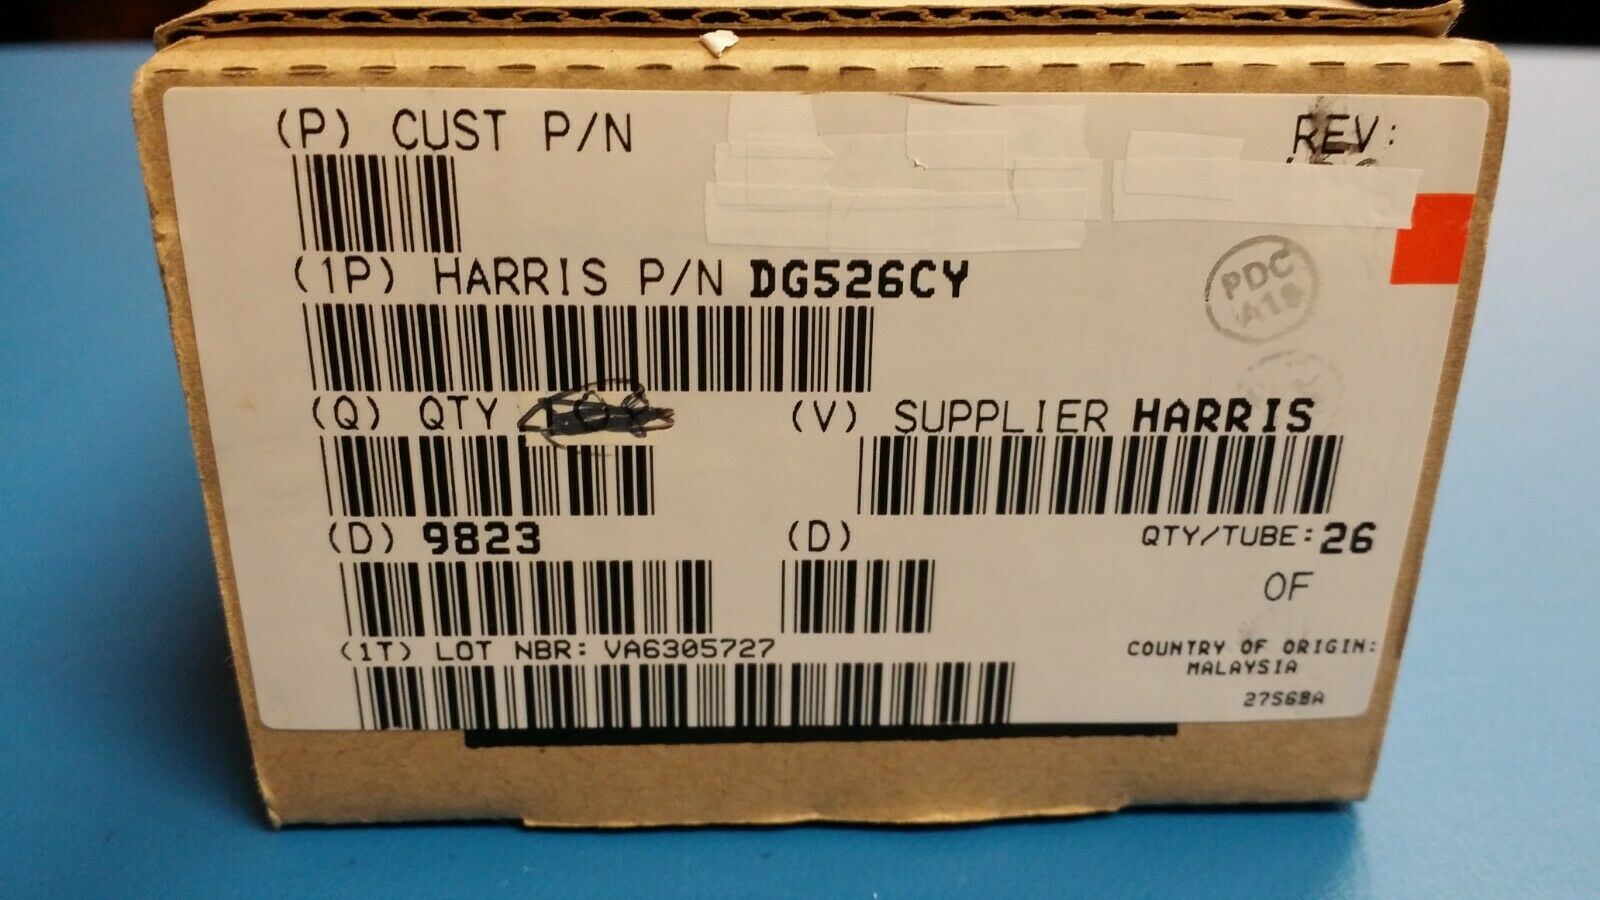 (P) CUST P/N
REV:
(1P) HARRIS P/N DG526CY
PDC
A18
(Q) QTY
(V) SUPPLIER HARRIS
(D) 9823
(D)
QTY/TUBE: 26
OF
(1T) LOT NBR: VA6305727
COUNTRY OF ORIGIN:
MALAYSIA